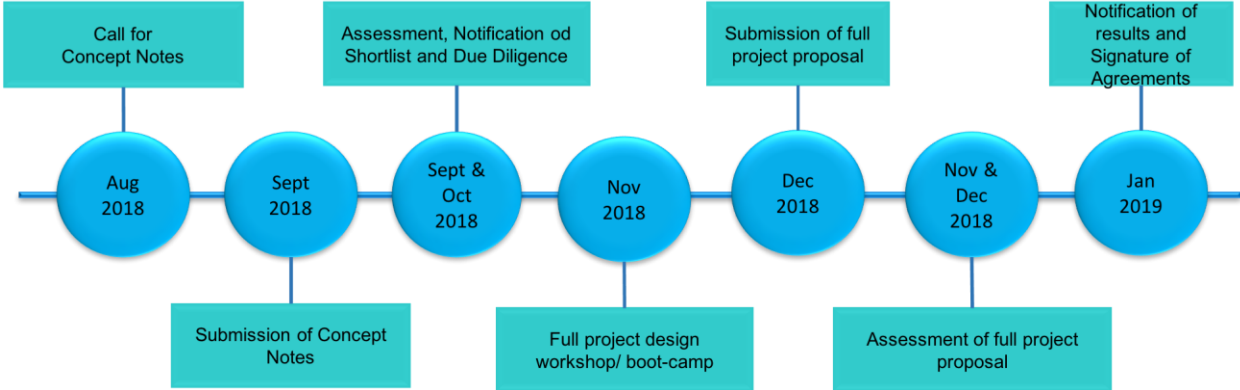 Call for
Concept Notes
Assessment, Notification od
Shortlist and Due Diligence
Submission of full
project proposal
Notification of
results and
Signature of
Agreements
Aug
2018
Sept
2018
Sept &
Oct
2018
Nov
2018
Dec
2018
Nov &
Dec
2018
Jan
2019
Submission of Concept
Notes
Full project design
workshop/ boot-camp
Assessment of full project
proposal